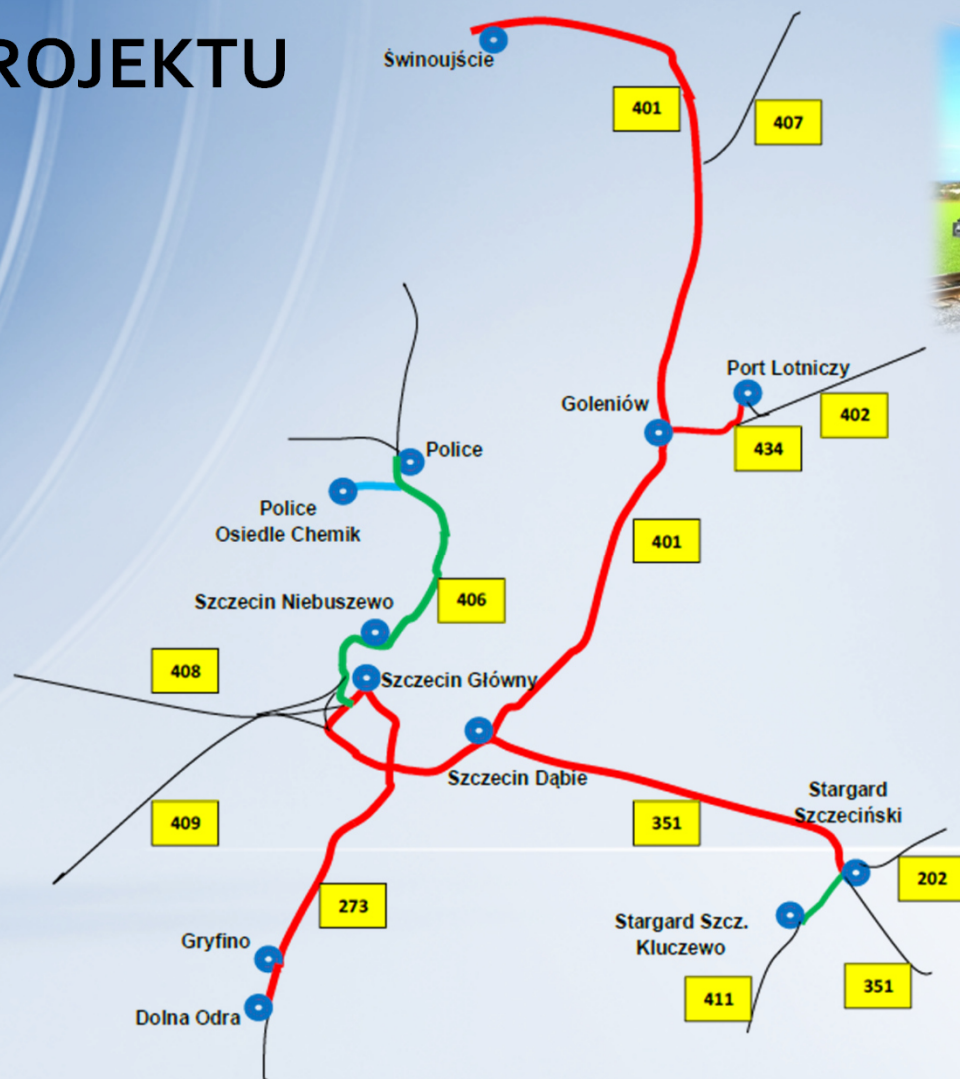 ROJEKTU
Świnoujście
401
407
Port Lotniczy
Goleniów
402
434
Police
Police
Osiedle Chemik
401
406
Szczecin Niebuszewo
408
Szczecin Główny
Szczecin Dąbie
Stargard
Szczeciński
409
351
202
273
Stargard Szcz.
Kluczewo
Gryfino
351
411
Dolna Odra